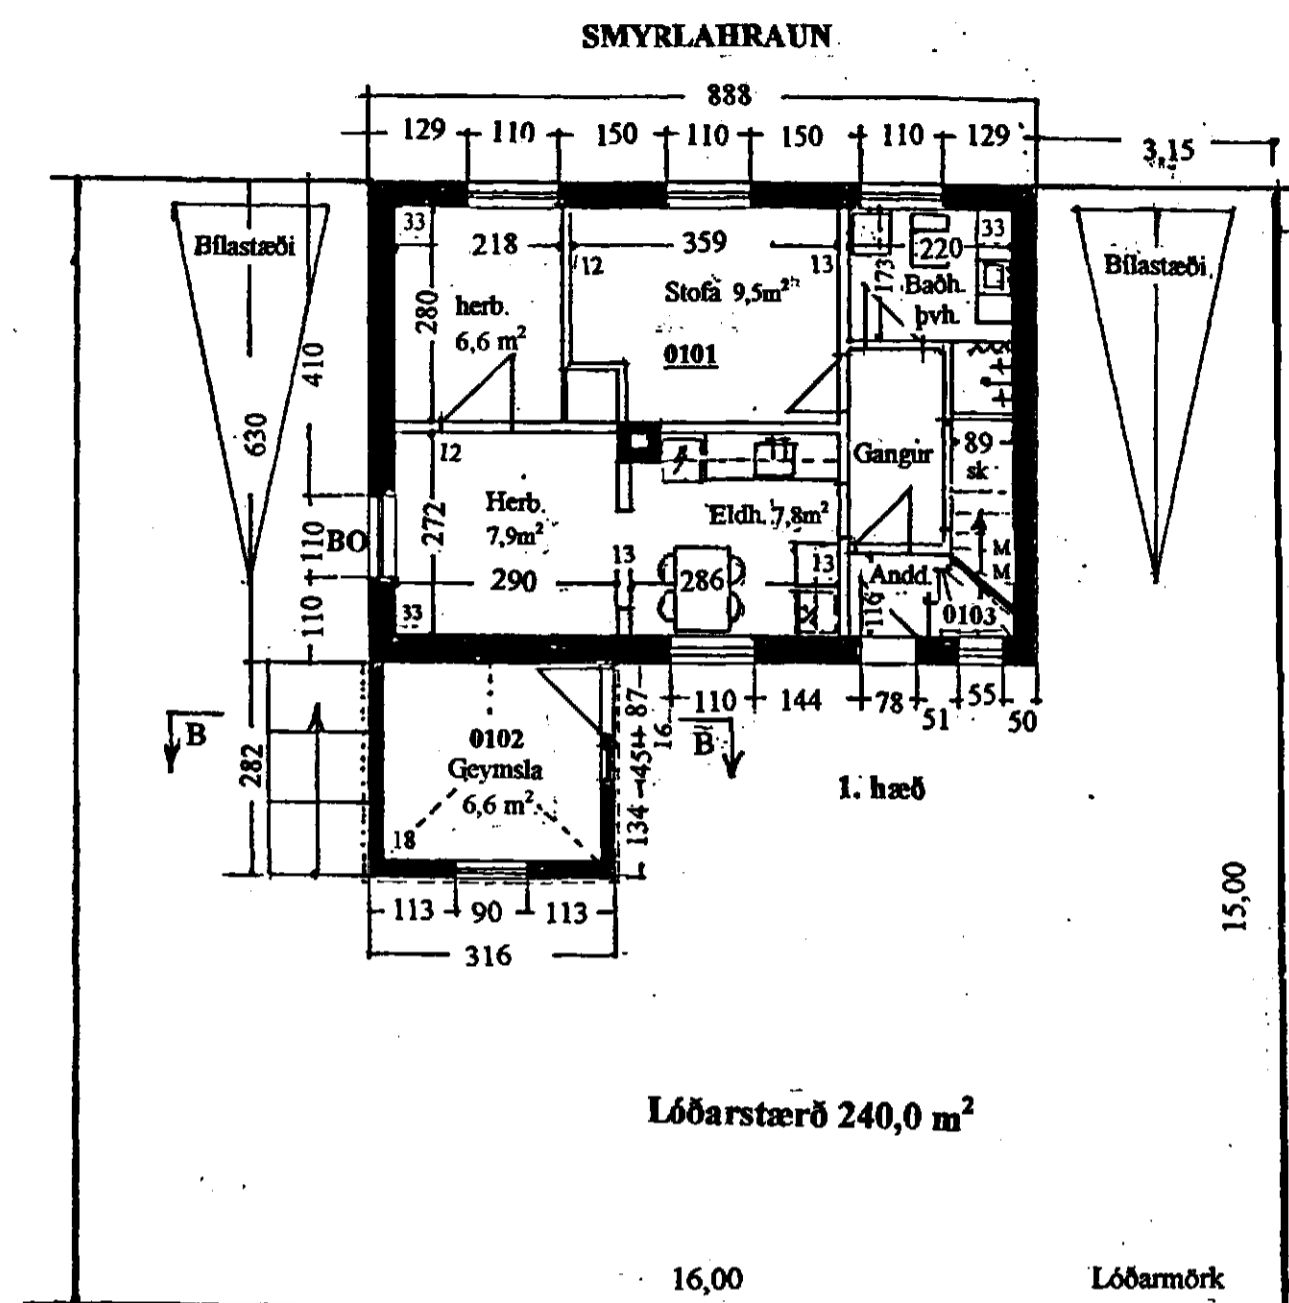 SMYRLAHRAUN
888
129 110 150 110 150 110 129
3,15
33 218 359 220 33
Bílastæði
12 13
173
Stofa 9,5m²
Baðh.
þvh.
Bílastæði
280
herb.
6,6 m²
0101
410
630
12
Gangur
89
sk
272
Herb.
7,9m²
Eldh. 7,8m²
110
BO
13
290
286
13
Andd.
M
M
110
33
116
0103
110 144 78 51 55 50
87
16
45
134
B
B
282
0102
Geymsla
6,6 m²
18
1. hæð
113 90 113
316
15,00
Lóðarstærð 240,0 m²
16,00
Lóðarmörk